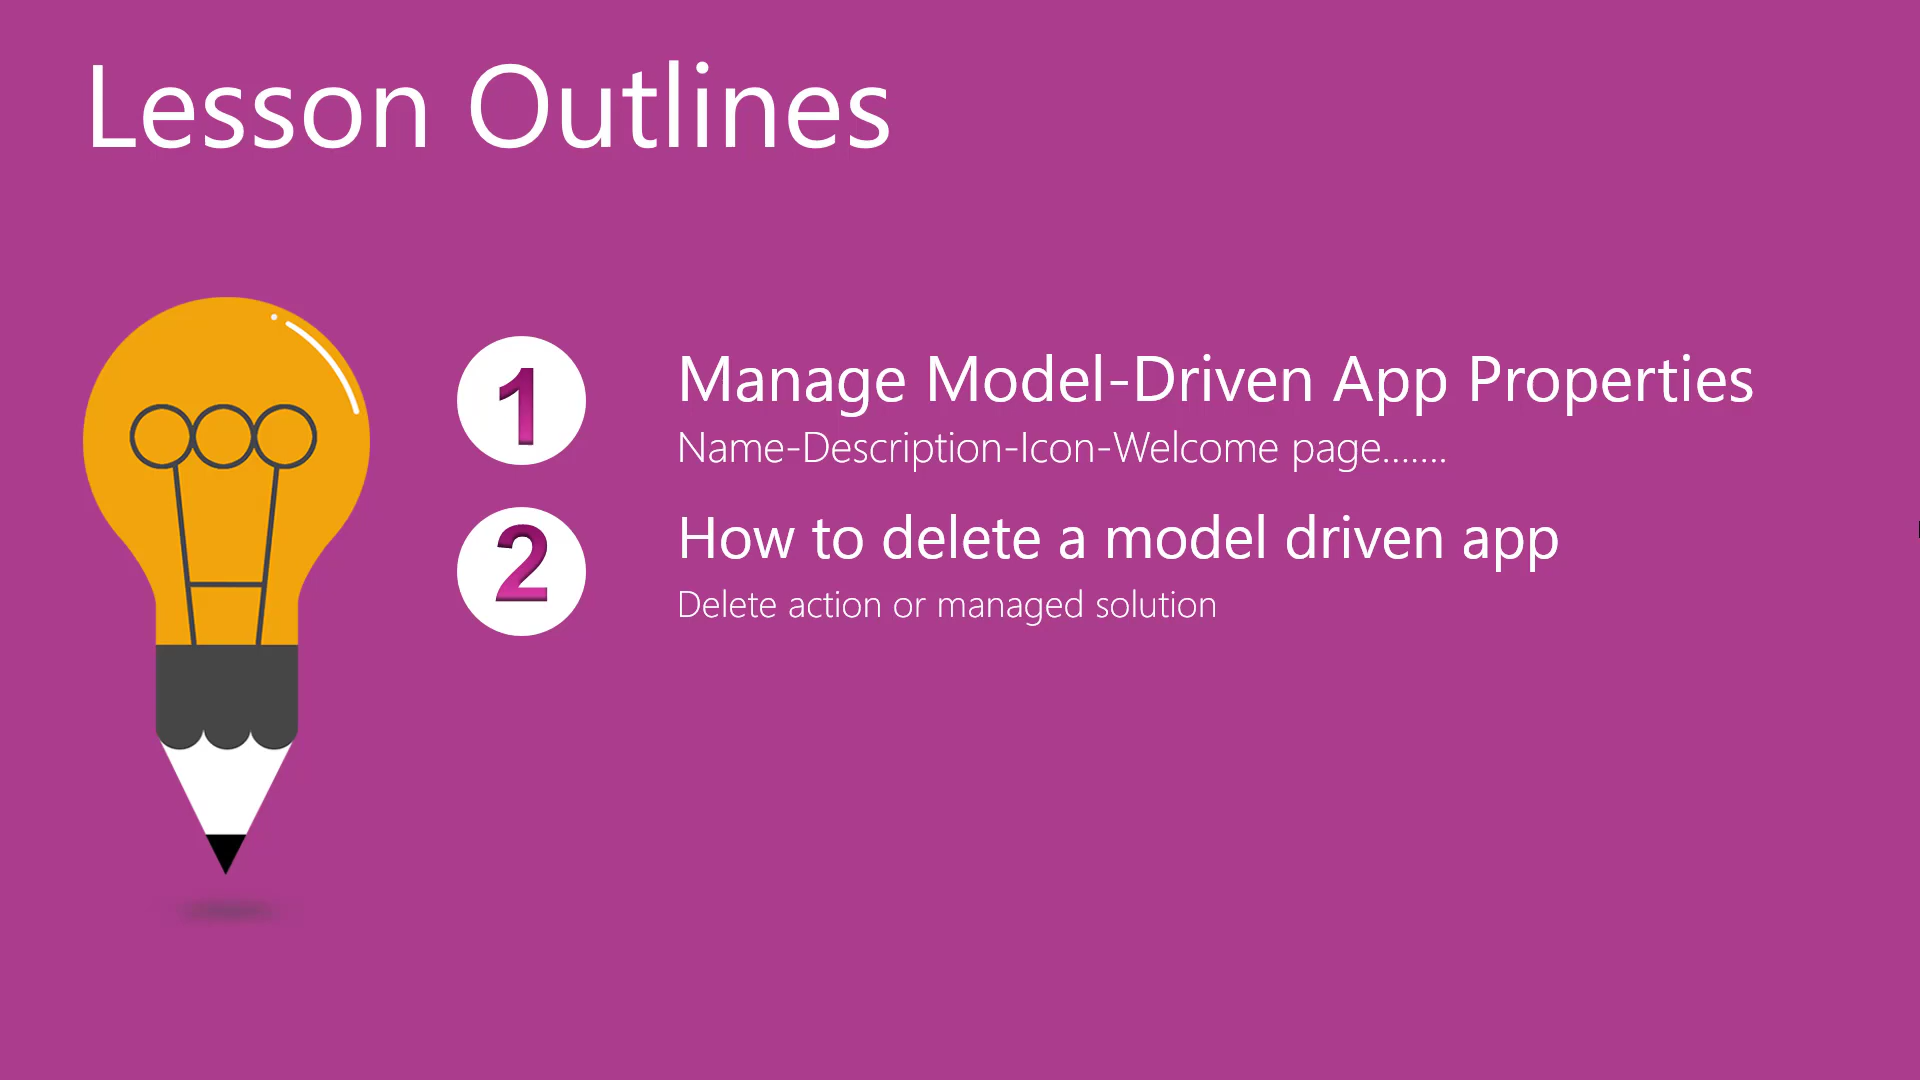 Lesson Outlines
1
Manage Model-Driven App Properties
Name-Description-Icon-Welcome page.......
2
How to delete a model driven app
Delete action or managed solution